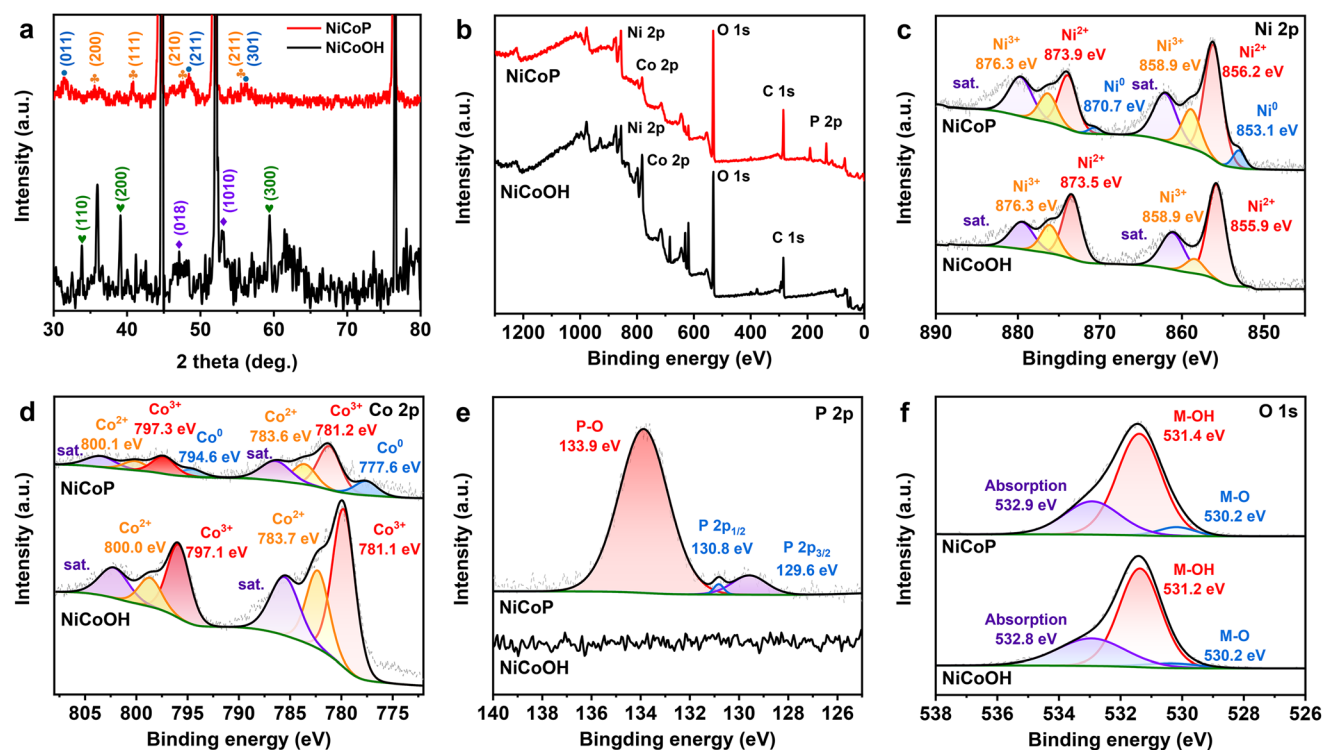 a
NiCoP
NiCoOH
(011)
(200)
(111)
(210)
(211)
(211)
(301)
(110)
(200)
(018)
(1010)
(300)
Intensity (a.u.)
30 40 50 60 70 80
2 theta (deg.)
b
Ni 2p
O 1s
NiCoP
Co 2p
C 1s
P 2p
Ni 2p
Co 2p
O 1s
NiCoOH
C 1s
Intensity (a.u.)
1200 1000 800 600 400 200 0
Binding energy (eV)
c
Ni 2p
Ni3+
876.3 eV
Ni2+
873.9 eV
Ni3+
858.9 eV
Ni2+
856.2 eV
sat.
Ni0
870.7 eV
sat.
Ni0
853.1 eV
NiCoP
Ni3+
876.3 eV
Ni2+
873.5 eV
Ni3+
858.9 eV
Ni2+
855.9 eV
sat.
sat.
NiCoOH
Intensity (a.u.)
890 880 870 860 850
Bingding energy (eV)
d
Co 2p
Co2+
800.1 eV
Co3+
797.3 eV
Co0
794.6 eV
Co2+
783.6 eV
Co3+
781.2 eV
Co0
777.6 eV
sat.
sat.
NiCoP
Co2+
800.0 eV
Co3+
797.1 eV
Co2+
783.7 eV
Co3+
781.1 eV
sat.
sat.
NiCoOH
Intensity (a.u.)
805 800 795 790 785 780 775
Binding energy (eV)
e
P 2p
P-O
133.9 eV
P 2p1/2
130.8 eV
P 2p3/2
129.6 eV
NiCoP
NiCoOH
Intensity (a.u.)
140 138 136 134 132 130 128 126
Bingding energy (eV)
f
O 1s
M-OH
531.4 eV
Absorption
532.9 eV
M-O
530.2 eV
NiCoP
M-OH
531.2 eV
Absorption
532.8 eV
M-O
530.2 eV
NiCoOH
Intensity (a.u.)
538 536 534 532 530 528 526
Binding energy (eV)